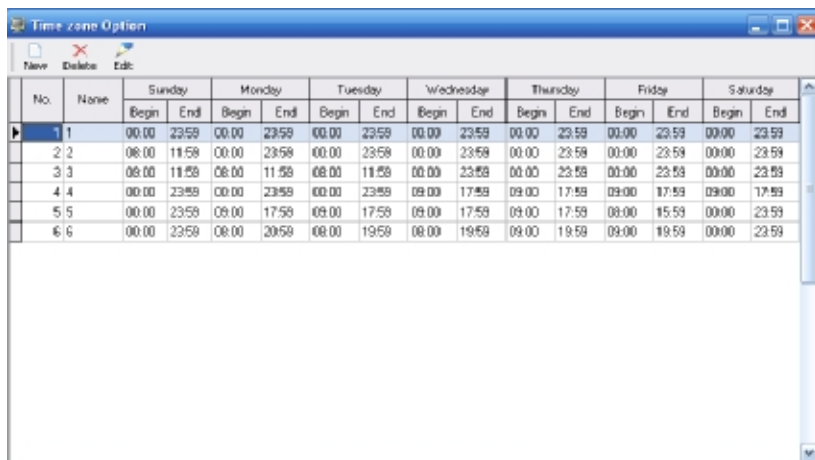 Time zone Option
New Delete Edit
No. Name Sunday Monday Tuesday Wednesday Thursday Friday Saturday
Begin End Begin End Begin End Begin End Begin End Begin End Begin End
1 1 00:00 23:59 00:00 23:59 00:00 23:59 00:00 23:59 00:00 23:59 00:00 23:59 00:00 23:59
2 2 08:00 11:59 00:00 23:59 00:00 23:59 00:00 23:59 00:00 23:59 00:00 23:59 00:00 23:59
3 3 08:00 11:59 08:00 11:59 08:00 11:59 00:00 23:59 00:00 23:59 00:00 23:59 00:00 23:59
4 4 00:00 23:59 00:00 23:59 00:00 23:59 09:00 17:59 09:00 17:59 09:00 17:59 09:00 17:59
5 5 00:00 23:59 09:00 17:59 09:00 17:59 09:00 17:59 09:00 17:59 08:00 15:59 00:00 23:59
6 6 00:00 23:59 08:00 20:59 08:00 19:59 08:00 19:59 09:00 19:59 09:00 19:59 00:00 23:59